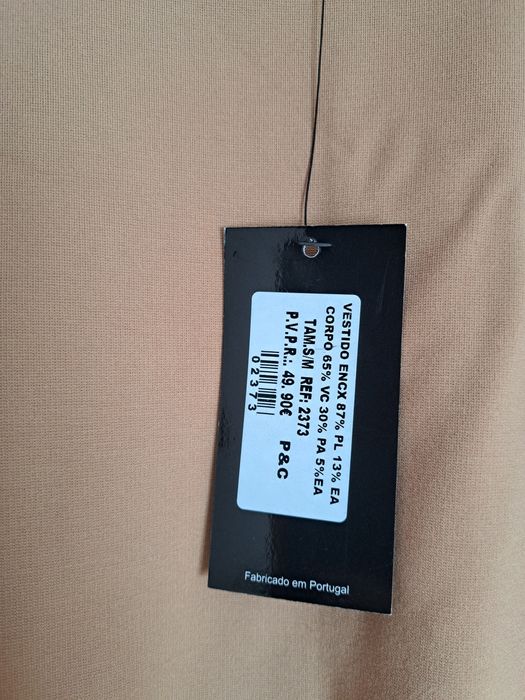 VESTIDO ENCX 87% PL 13% EA
CORPO 65% VC 30% PA 5%EA
TAM.S/M REF: 2373
P.V.P.R.: 49.90€ P&C
02373
Fabricado em Portugal